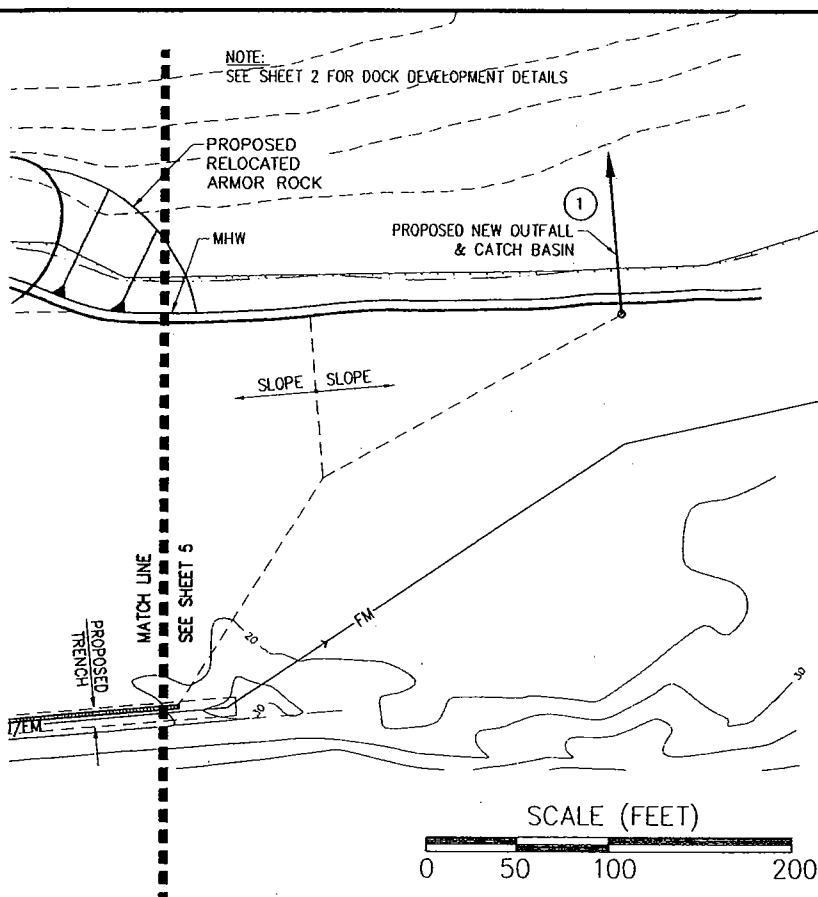 NOTE:
SEE SHEET 2 FOR DOCK DEVELOPMENT DETAILS
PROPOSED
RELOCATED
ARMOR ROCK
MHW
1
PROPOSED NEW OUTFALL
& CATCH BASIN
SLOPE SLOPE
MATCH LINE
SEE SHEET 5
PROPOSED
TRENCH
FM
20
30
30
SCALE (FEET)
0 50 100 200